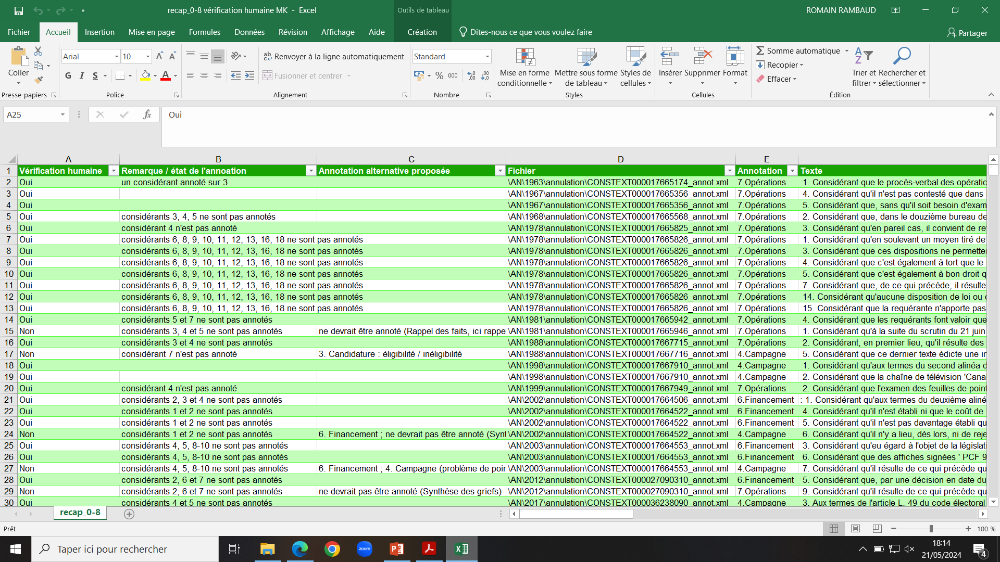 recap_0-8 vérification humaine MK - Excel
Outils de tableau
ROMAIN RAMBAUD
Fichier Accueil Insertion Mise en page Formules Données Révision Affichage Aide Création Dites-nous ce que vous voulez faire Partager
Coller
Presse-papiers
Arial 10
G I S
Police
Renvoyer à la ligne automatiquement
Fusionner et centrer
Alignement
Standard
% 000
Nombre
Mise en forme conditionnelle
Mettre sous forme de tableau
Styles de cellules
Styles
Insérer Supprimer Format
Cellules
Somme automatique
Recopier
Effacer
Trier et filtrer
Rechercher et sélectionner
Édition
A25 fx Oui
A B C D E
1 Vérification humaine Remarque / état de l'annoation Annotation alternative proposée Fichier Annotation Texte
2 Oui un considérant annoté sur 3 \AN\1963\annulation\CONSTEXT000017665174_annot.xml 7.Opérations 1. Considérant que le procès-verbal des opératio
3 Oui \AN\1967\annulation\CONSTEXT000017665356_annot.xml 7.Opérations 4. Considérant qu'il n'est pas contesté que dans
4 Oui \AN\1967\annulation\CONSTEXT000017665356_annot.xml 7.Opérations 5. Considérant que, sans qu'il soit besoin d'exam
5 Oui considérants 3, 4, 5 ne sont pas annotés \AN\1968\annulation\CONSTEXT000017665568_annot.xml 7.Opérations 2. Considérant que, dans le douzième bureau de
6 Oui considérant 4 n'est pas annoté \AN\1978\annulation\CONSTEXT000017665825_annot.xml 7.Opérations 3. Considérant qu'en pareil cas, il convient de re
7 Oui considérants 6, 8, 9, 10, 11, 12, 13, 16, 18 ne sont pas annotés \AN\1978\annulation\CONSTEXT000017665826_annot.xml 7.Opérations 1. Considérant qu'en soulevant un moyen tiré de
8 Oui considérants 6, 8, 9, 10, 11, 12, 13, 16, 18 ne sont pas annotés \AN\1978\annulation\CONSTEXT000017665826_annot.xml 7.Opérations 3. Considérant que ces dispositions ne permetter
9 Oui considérants 6, 8, 9, 10, 11, 12, 13, 16, 18 ne sont pas annotés \AN\1978\annulation\CONSTEXT000017665826_annot.xml 7.Opérations 4. Considérant que c'est également à tort que le
10 Oui considérants 6, 8, 9, 10, 11, 12, 13, 16, 18 ne sont pas annotés \AN\1978\annulation\CONSTEXT000017665826_annot.xml 7.Opérations 5. Considérant que c'est également à bon droit q
11 Oui considérants 6, 8, 9, 10, 11, 12, 13, 16, 18 ne sont pas annotés \AN\1978\annulation\CONSTEXT000017665826_annot.xml 7.Opérations 7. Considérant que, de ce qui précède, il résulte
12 Oui considérants 6, 8, 9, 10, 11, 12, 13, 16, 18 ne sont pas annotés \AN\1978\annulation\CONSTEXT000017665826_annot.xml 7.Opérations 14. Considérant qu'aucune disposition de loi ou
13 Oui considérants 6, 8, 9, 10, 11, 12, 13, 16, 18 ne sont pas annotés \AN\1978\annulation\CONSTEXT000017665826_annot.xml 7.Opérations 15. Considérant que la requérante n'apporte pas
14 Oui considérants 5 et 7 ne sont pas annotés \AN\1981\annulation\CONSTEXT000017665942_annot.xml 7.Opérations 4. Considérant que les requérants font valoir que
15 Non considérants 3, 4 et 5 ne sont pas annotés ne devrait être annoté (Rappel des faits, ici rappe \AN\1981\annulation\CONSTEXT000017665946_annot.xml 7.Opérations 1. Considérant qu'à la suite du scrutin du 21 juin
16 Oui considérants 3 et 4 ne sont pas annotés \AN\1988\annulation\CONSTEXT000017667715_annot.xml 7.Opérations 2. Considérant, en premier lieu, qu'il résulte des
17 Non considérant 7 n'est pas annoté 3. Candidature : éligibilité / inéligibilité \AN\1988\annulation\CONSTEXT000017667716_annot.xml 4.Campagne 5. Considérant que ce dernier texte édicte une in
18 Oui \AN\1998\annulation\CONSTEXT000017667910_annot.xml 4.Campagne 1. Considérant qu'aux termes du second alinéa d
19 Oui \AN\1998\annulation\CONSTEXT000017667910_annot.xml 4.Campagne 2. Considérant que la chaîne de télévision 'Cana
20 Oui considérant 4 n'est pas annoté \AN\1999\annulation\CONSTEXT000017667949_annot.xml 7.Opérations 2. Considérant que l'examen des feuilles de point
21 Oui considérants 2, 3 et 4 ne sont pas annotés \AN\2002\annulation\CONSTEXT000017664506_annot.xml 6.Financement : 1. Considérant qu'aux termes du deuxième aliné
22 Oui considérants 1 et 2 ne sont pas annotés \AN\2002\annulation\CONSTEXT000017664522_annot.xml 6.Financement 4. Considérant qu'il n'est établi ni que le coût de
23 Oui considérants 1 et 2 ne sont pas annotés \AN\2002\annulation\CONSTEXT000017664522_annot.xml 6.Financement 5. Considérant qu'il n'est pas davantage établi qu
24 Non considérants 1 et 2 ne sont pas annotés 6. Financement ; ne devrait pas être annoté (Synt \AN\2002\annulation\CONSTEXT000017664522_annot.xml 4.Campagne 6. Considérant qu'il n'y a lieu, dès lors, ni de reje
25 Oui considérants 4, 5, 8-10 ne sont pas annotés \AN\2003\annulation\CONSTEXT000017664553_annot.xml 6.Financement 3. Considérant qu'eu égard à l'objet de la législati
26 Oui considérants 4, 5, 8-10 ne sont pas annotés \AN\2003\annulation\CONSTEXT000017664553_annot.xml 6.Financement 6. Considérant que des affiches signées ' PCF 9
27 Non considérants 4, 5, 8-10 ne sont pas annotés 6. Financement ; 4. Campagne (problème de poin \AN\2003\annulation\CONSTEXT000017664553_annot.xml 4.Campagne 7. Considérant qu'il résulte de ce qui précède qu
28 Oui considérants 2, 6 et 7 ne sont pas annotés \AN\2012\annulation\CONSTEXT000027090310_annot.xml 6.Financement 5. Considérant que, par une décision en date du
29 Non considérants 2, 6 et 7 ne sont pas annotés ne devrait pas être annoté (Synthèse des griefs) \AN\2012\annulation\CONSTEXT000027090310_annot.xml 7.Opérations 9. Considérant qu'il résulte de ce qui précède qu
30 Oui considérants 4 et 5 ne sont pas annotés \AN\2017\annulation\CONSTEXT000036238090_annot.xml 4.Campagne 3. Aux termes de l'article L. 49 du code électoral
recap_0-8
Prêt
100 %
Taper ici pour rechercher
zoom
18:14
21/05/2024
4